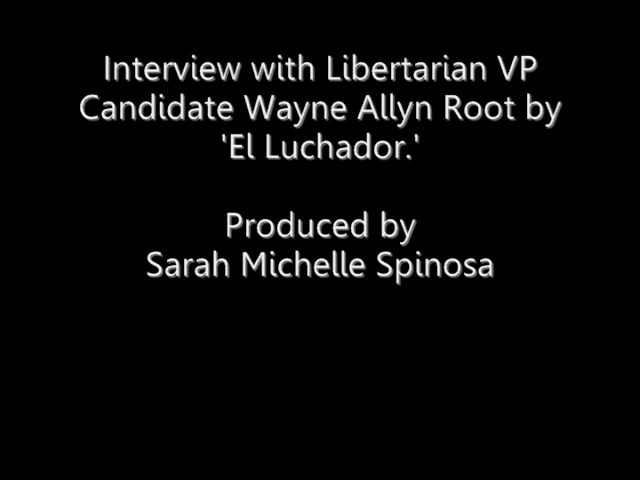 Interview with Libertarian VP
Candidate Wayne Allyn Root by
'El Luchador.'
Produced by
Sarah Michelle Spinosa